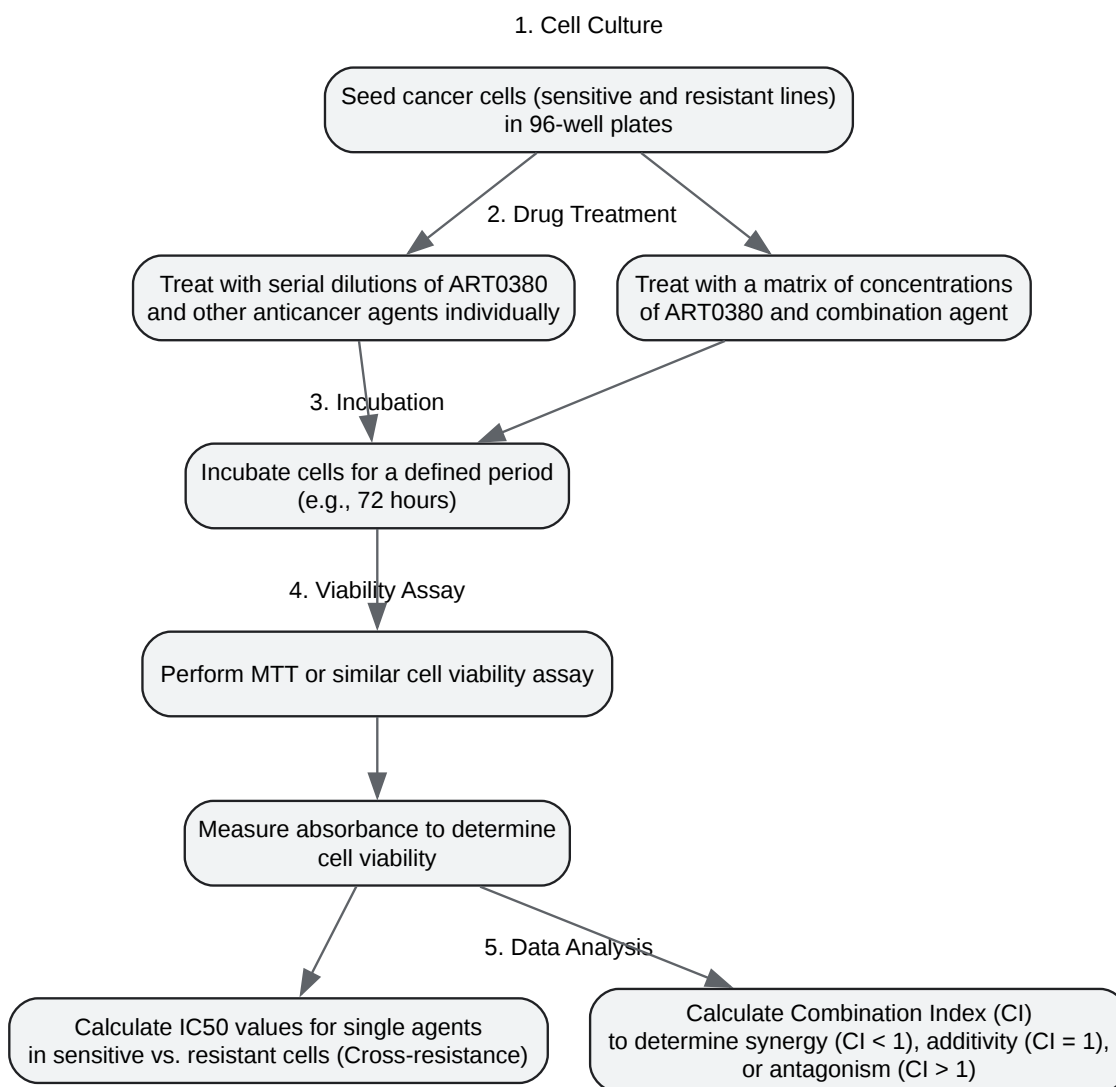 1. Cell Culture
Seed cancer cells (sensitive and resistant lines)
in 96-well plates
2. Drug Treatment
Treat with serial dilutions of ART0380
and other anticancer agents individually
Treat with a matrix of concentrations
of ART0380 and combination agent
3. Incubation
Incubate cells for a defined period
(e.g., 72 hours)
4. Viability Assay
Perform MTT or similar cell viability assay
Measure absorbance to determine
cell viability
5. Data Analysis
Calculate IC50 values for single agents
in sensitive vs. resistant cells (Cross-resistance)
Calculate Combination Index (CI)
to determine synergy (CI < 1), additivity (CI = 1),
or antagonism (CI > 1)